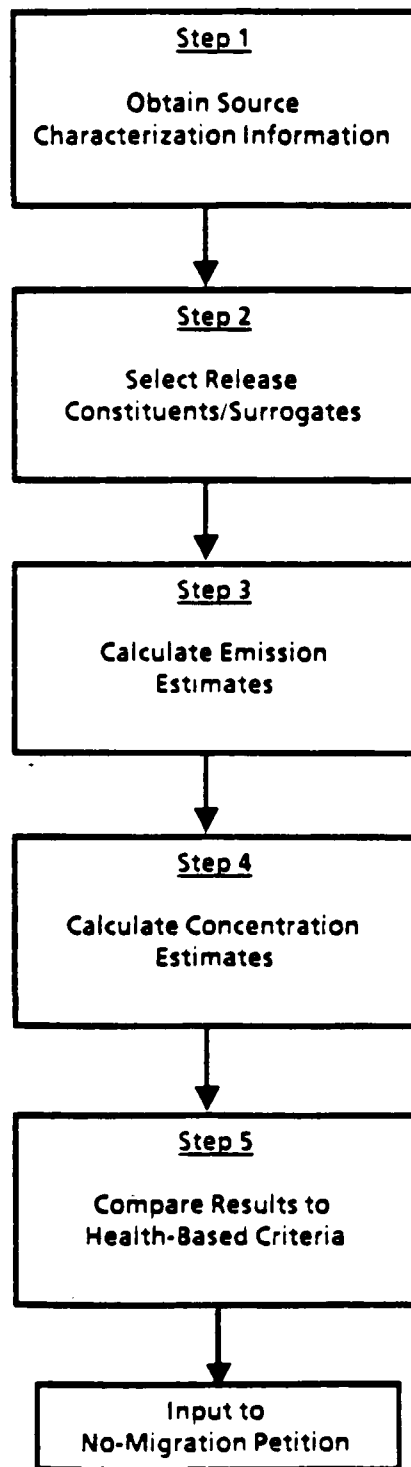 Step 1
Obtain Source
Characterization Information
Step 2
Select Release
Constituents/Surrogates
Step 3
Calculate Emission
Estimates
Step 4
Calculate Concentration
Estimates
Step 5
Compare Results to
Health-Based Criteria
Input to
No-Migration Petition